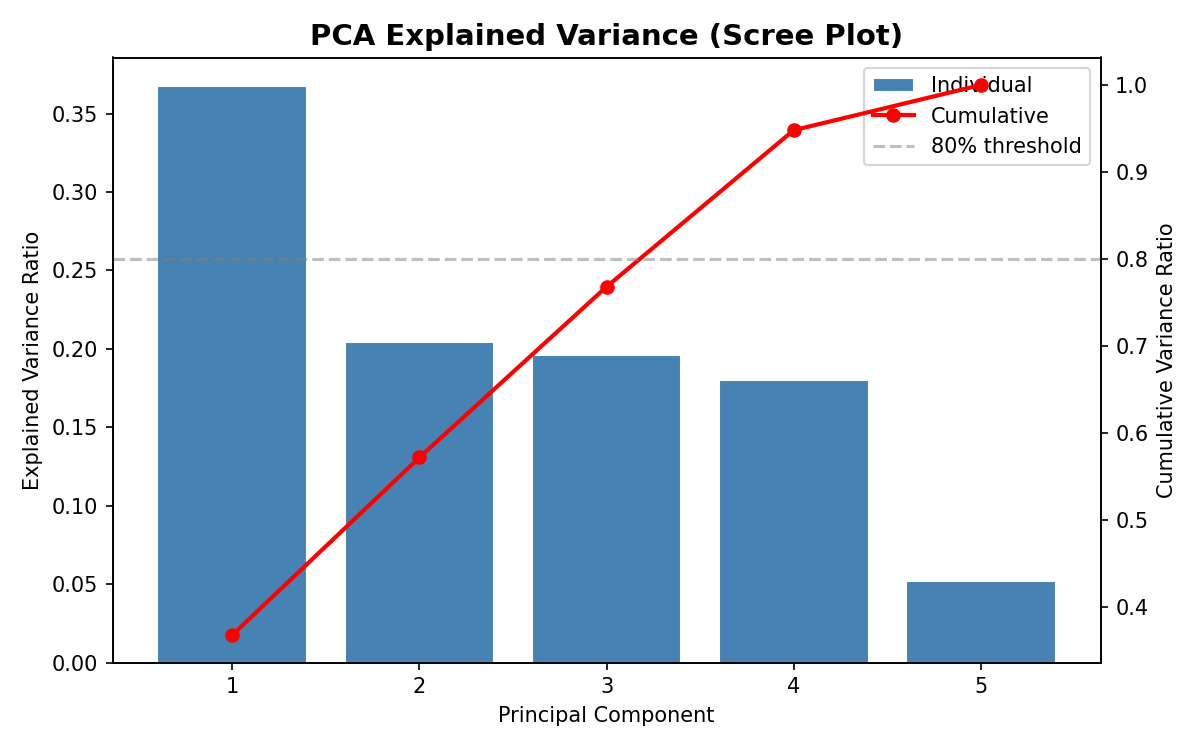 PCA Explained Variance (Scree Plot)
Individual
Cumulative
80% threshold
Explained Variance Ratio
0.35
0.30
0.25
0.20
0.15
0.10
0.05
0.00
1.0
0.9
0.8
0.7
0.6
0.5
0.4
Cumulative Variance Ratio
1 2 3 4 5
Principal Component